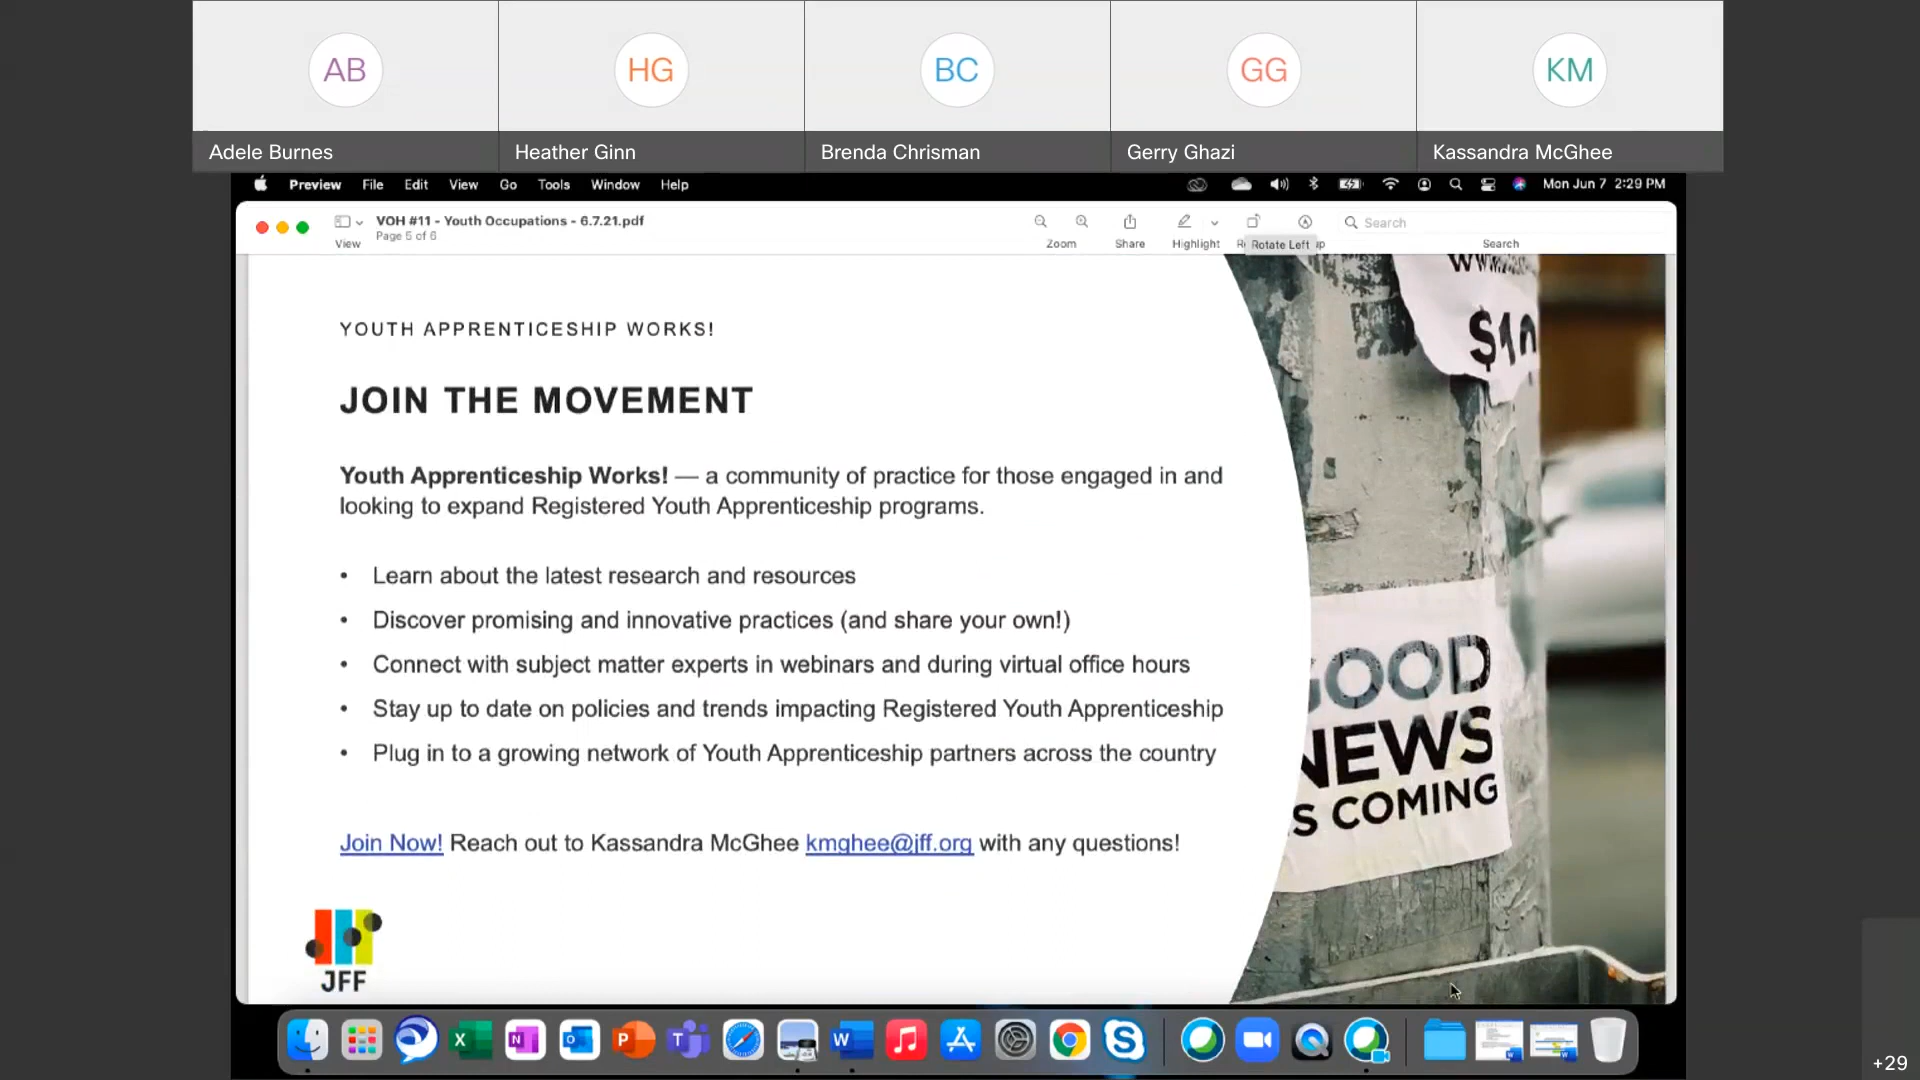 AB
HG
BC
GG
KM
Adele Burnes
Heather Ginn
Brenda Chrisman
Gerry Ghazi
Kassandra McGhee
Preview File Edit View Go Tools Window Help
Mon Jun 7 2:29 PM
VOH #11 - Youth Occupations - 6.7.21.pdf
Page 5 of 6
View
Zoom
Share
Highlight
Rotate Left
Search
Search
YOUTH APPRENTICESHIP WORKS!
JOIN THE MOVEMENT
Youth Apprenticeship Works! — a community of practice for those engaged in and
looking to expand Registered Youth Apprenticeship programs.
• Learn about the latest research and resources
• Discover promising and innovative practices (and share your own!)
• Connect with subject matter experts in webinars and during virtual office hours
• Stay up to date on policies and trends impacting Registered Youth Apprenticeship
• Plug in to a growing network of Youth Apprenticeship partners across the country
Join Now! Reach out to Kassandra McGhee kmghee@jff.org with any questions!
JFF
$10
GOOD
NEWS
S COMING
+29